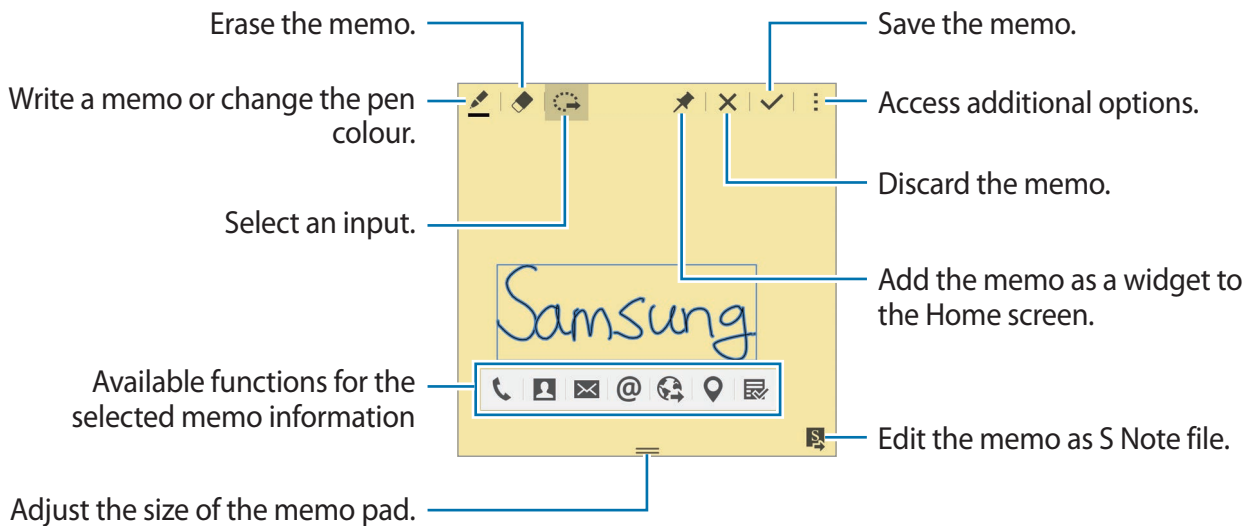 Erase the memo.
Save the memo.
Write a memo or change the pen
colour.
Access additional options.
Discard the memo.
Select an input.
Add the memo as a widget to
the Home screen.
Samsung
Available functions for the
selected memo information
@
S
Edit the memo as S Note file.
Adjust the size of the memo pad.